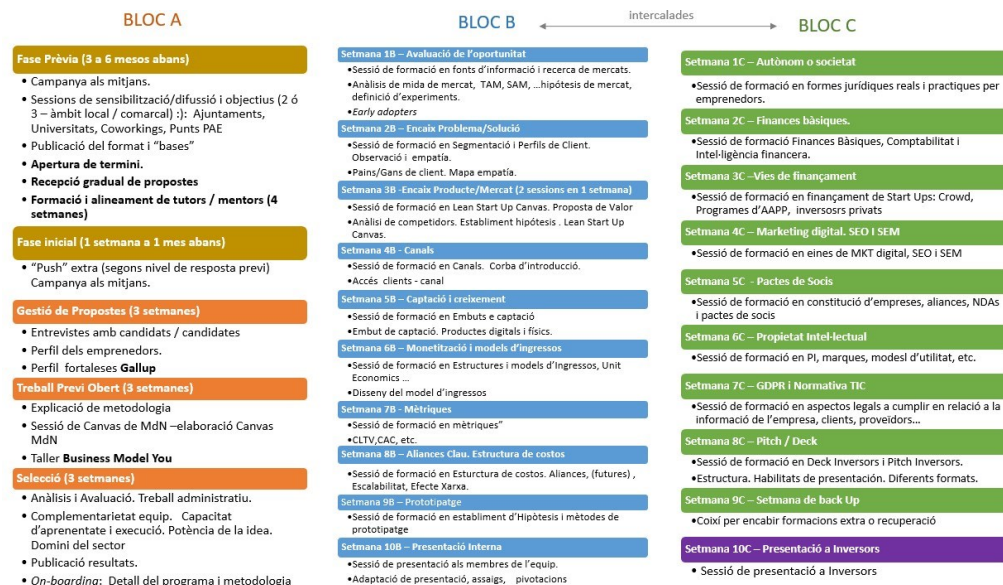 BLOC A
Fase Prèvia (3 a 6 mesos abans)
• Campanya als mitjans.
• Sessions de sensibilització/difussió i objectius (2 ó
3 – àmbit local / comarcal) :): Ajuntaments,
Universitats, Coworkings, Punts PAE
• Publicació del format i “bases”
• Apertura de termini.
• Recepció gradual de propostes
• Formació i alineament de tutors / mentors (4
setmanes)
Fase inicial (1 setmana a 1 mes abans)
• “Push” extra (segons nivel de resposta previ)
Campanya als mitjans.
Gestió de Propostes (3 setmanes)
• Entrevistes amb candidats / candidates
• Perfil dels emprenedors.
• Perfil fortaleses Gallup
Treball Previ Obert (3 setmanes)
• Explicació de metodologia
• Sessió de Canvas de MdN –elaboració Canvas
MdN
• Taller Business Model You
Selecció (3 setmanes)
• Anàlisis i Avaluació. Treball administratiu.
• Complementarietat equip. Capacitat
d’aprenentate i execució. Potència de la idea.
Domini del sector
• Publicació resultats.
• On-boarding: Detall del programa i metodologia
BLOC B
intercalades
Setmana 1B – Avaluació de l’oportunitat
•Sessió de formació en fonts d’informació i recerca de mercats.
•Anàlisis de mida de mercat, TAM, SAM, …hipótesis de mercat,
definició d’experiments.
•Early adopters
Setmana 2B – Encaix Problema/Solució
•Sessió de formació en Segmentació i Perfils de Client.
Observació i empatía.
•Pains/Gans de client. Mapa empatía.
Setmana 3B -Encaix Producte/Mercat (2 sessions en 1 semana)
•Sessió de formació en Lean Start Up Canvas. Proposta de Valor
•Anàlisi de competidors. Establiment hipótesis . Lean Start Up
Canvas.
Setmana 4B - Canals
•Sessió de formació en Canals. Corba d’introducció.
•Accés clients - canal
Setmana 5B – Captació i creixement
•Sessió de formació en Embuts e captació
•Embut de captació. Productes digitals i físics.
Setmana 6B – Monetització i models d’ingressos
•Sessió de formació en Estructures i models d’Ingressos, Unit
Economics …
•Disseny del model d’ingressos
Setmana 7B - Mètriques
•Sessió de formació en mètriques”
•CLTV,CAC, etc.
Setmana 8B – Aliances Clau. Estructura de costos
•Sessió de formació en Esturctura de costos. Aliances, (futures) ,
Escalabilitat, Efecte Xarxa.
Setmana 9B – Prototipatge
•Sessió de formació en establiment d’Hipòtesis i mètodes de
prototipatge
Setmana 10B – Presentació Interna
•Sessió de presentació als membres de l’equip.
•Adaptació de presentació, assaigs, pivotacions
BLOC C
Setmana 1C – Autònom o societat
•Sessió de formació en formes jurídiques reals i practiques per
emprenedors.
Setmana 2C – Finances bàsiques.
•Sessió de formació Finances Bàsiques, Comptabilitat i
Intel·ligència financera.
Setmana 3C –Vies de finançament
•Sessió de formació en finançament de Start Ups: Crowd,
Programes d’AAPP, inversosrs privats
Setmana 4C – Marketing digital. SEO I SEM
•Sessió de formació en eines de MKT digital, SEO i SEM
Setmana 5C - Pactes de Socis
•Sessió de formació en constitució d’empreses, aliances, NDAs
i pactes de socis
Setmana 6C – Propietat Intel·lectual
•Sessió de formació en PI, marques, modesl d’utilitat, etc.
Setmana 7C – GDPR i Normativa TIC
•Sessió de formació en aspectos legals a cumplir en relació a la
informació de l’empresa, clients, proveïdors…
Setmana 8C – Pitch / Deck
•Sessió de formació en Deck Inversors i Pitch Inversors.
•Estructura. Habilitats de presentación. Diferents formats.
Setmana 9C – Setmana de back Up
•Coixí per encabir formacions extra o recuperació
Setmana 10C – Presentació a Inversors
• Sessió de presentació a Inversors